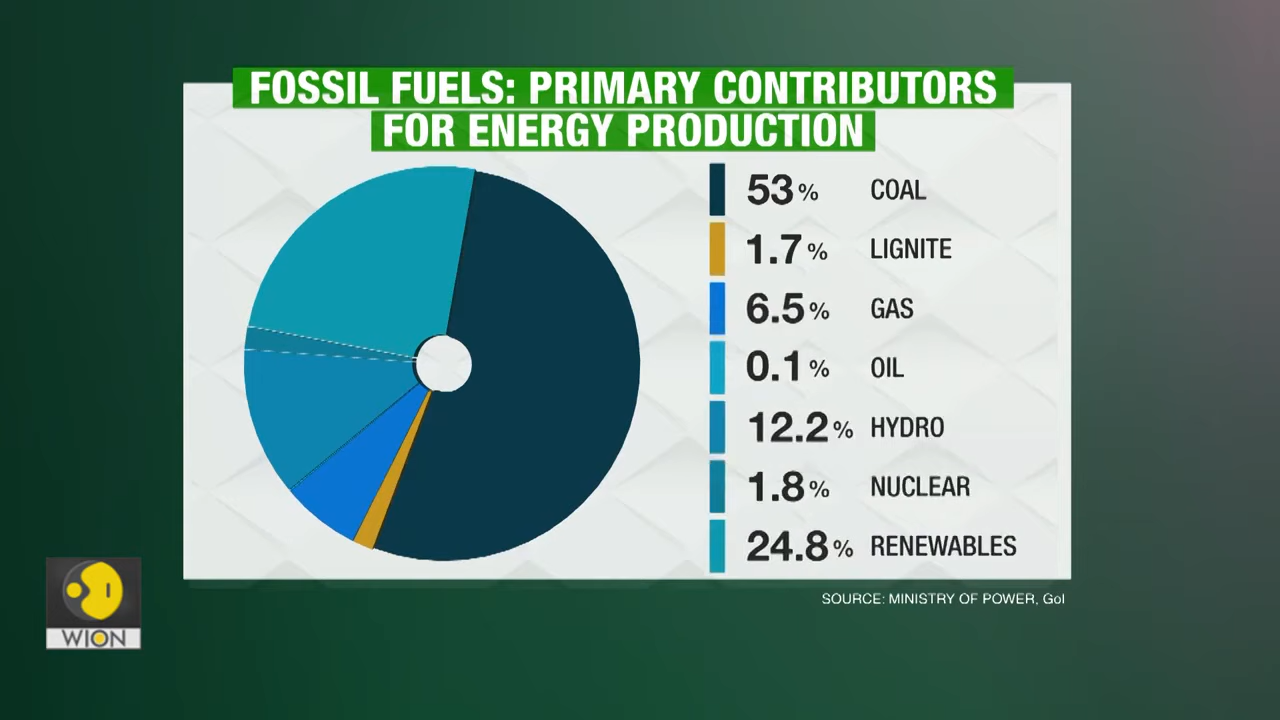 FOSSIL FUELS: PRIMARY CONTRIBUTORS
FOR ENERGY PRODUCTION
53% COAL
1.7% LIGNITE
6.5% GAS
0.1% OIL
12.2% HYDRO
1.8% NUCLEAR
24.8% RENEWABLES
SOURCE: MINISTRY OF POWER, GoI
WION